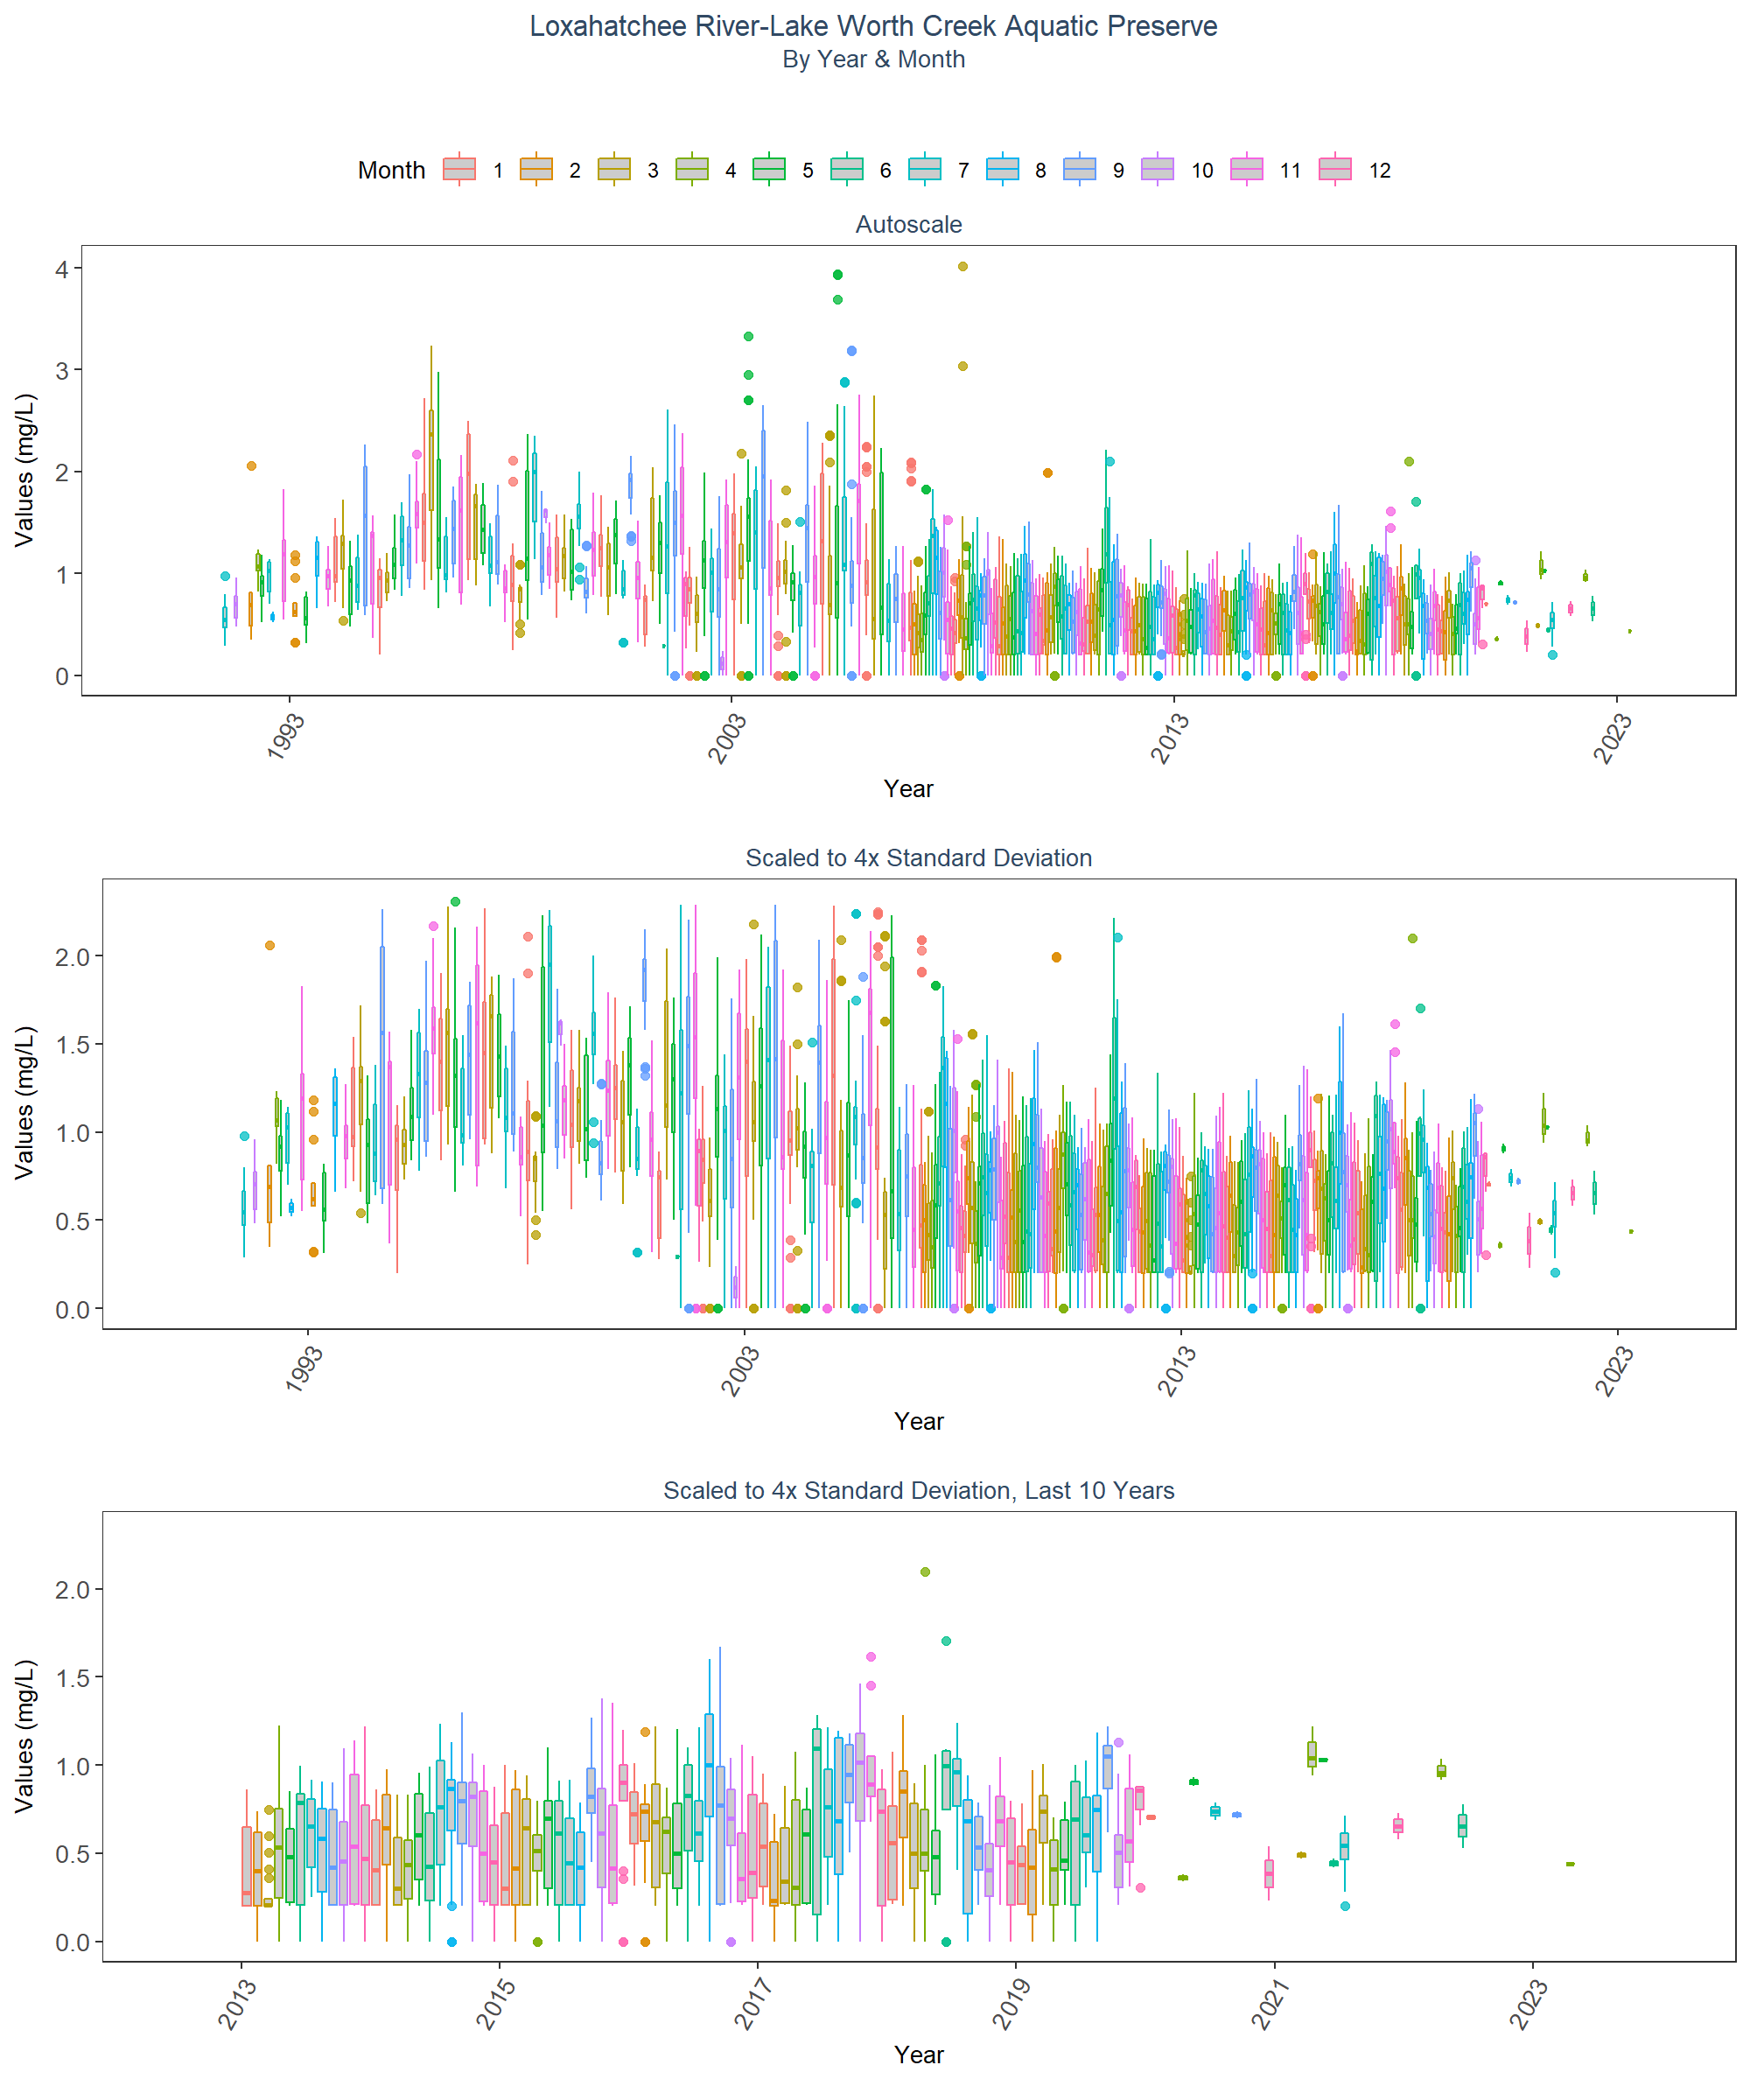 Loxahatchee River-Lake Worth Creek Aquatic Preserve
By Year & Month
Month 1 2 3 4 5 6 7 8 9 10 11 12
Autoscale
Values (mg/L)
4
3
2
1
0
1993 2003 2013 2023
Year
Scaled to 4x Standard Deviation
Values (mg/L)
2.0
1.5
1.0
0.5
0.0
1993 2003 2013 2023
Year
Scaled to 4x Standard Deviation, Last 10 Years
Values (mg/L)
2.0
1.5
1.0
0.5
0.0
2013 2015 2017 2019 2021 2023
Year